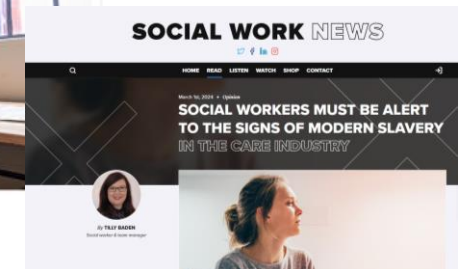 SOCIAL WORK NEWS
HOME READ LISTEN WATCH SHOP CONTACT
March 1st, 2024 • Opinion
SOCIAL WORKERS MUST BE ALERT
TO THE SIGNS OF MODERN SLAVERY
IN THE CARE INDUSTRY
By TILLY BADEN
Social worker & team manager